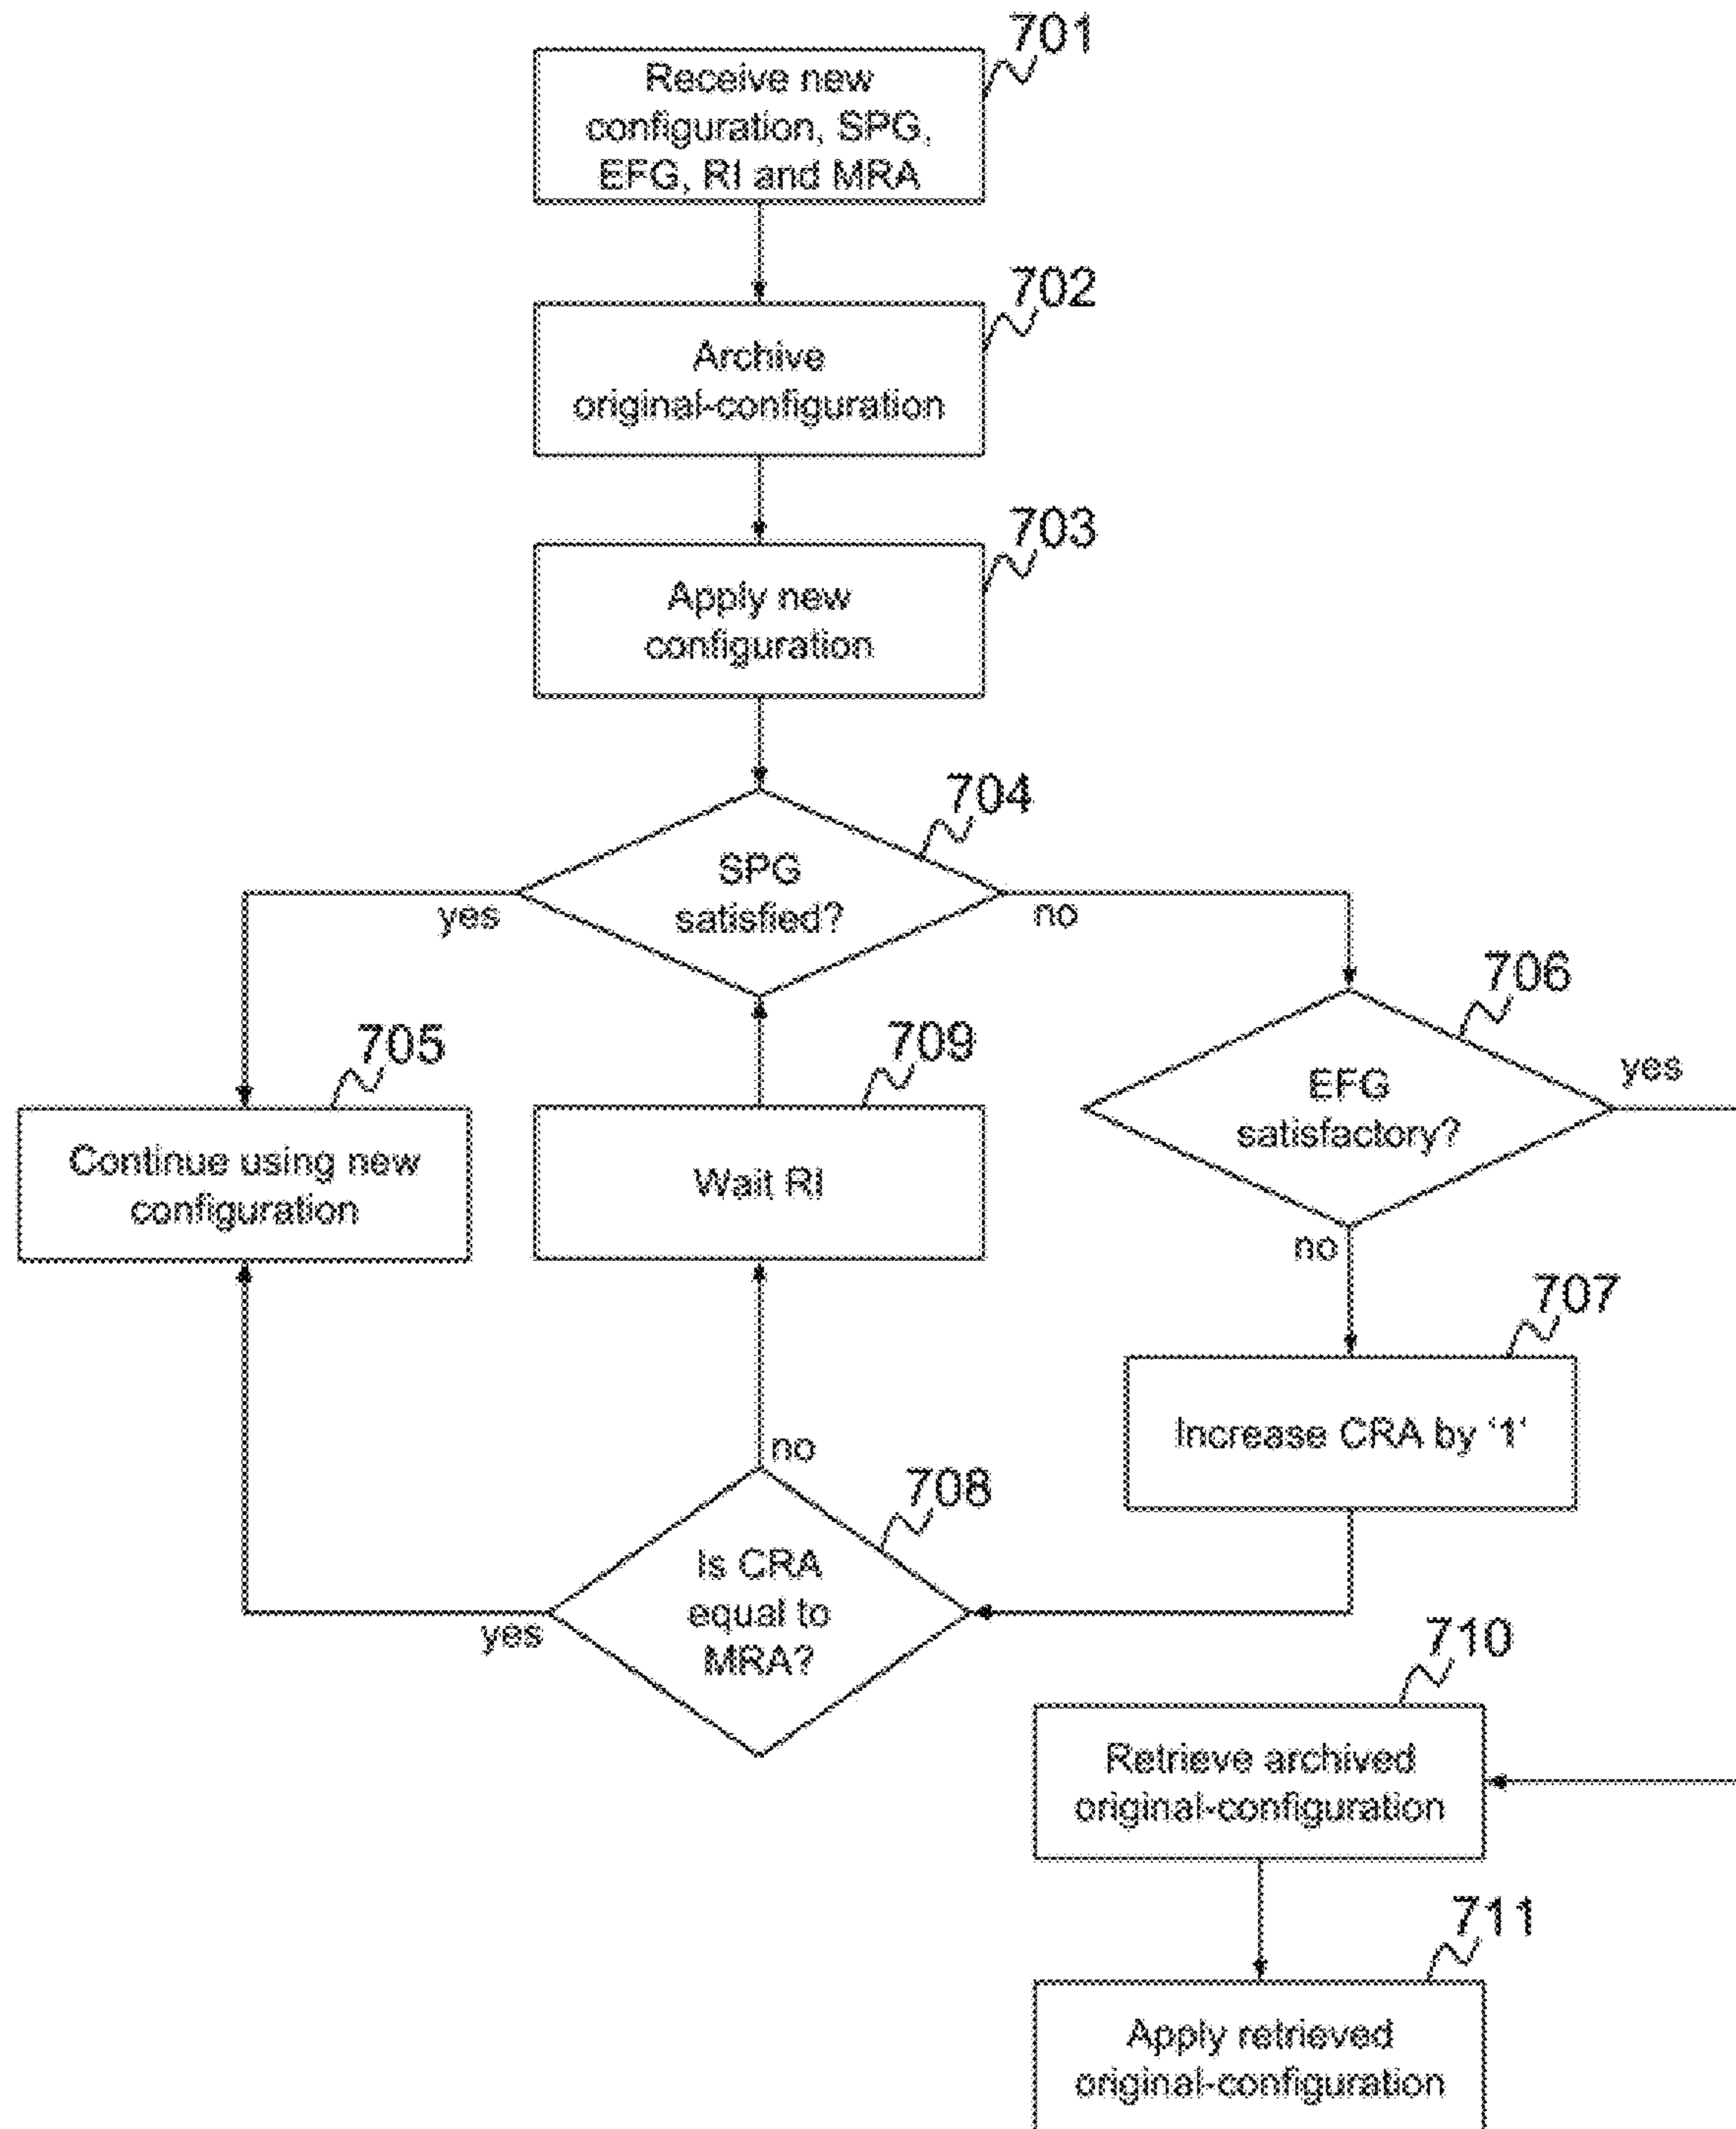 701
Receive new
configuration, SPG,
EFG, RI and MRA
702
Archive
original-configuration
703
Apply new
configuration
704
SPG
satisfied?
yes
no
705
Continue using new
configuration
709
Wait RI
706
EFG
satisfactory?
yes
no
707
Increase CRA by '1'
708
Is CRA
equal to
MRA?
no
yes
710
Retrieve archived
original-configuration
711
Apply retrieved
original-configuration